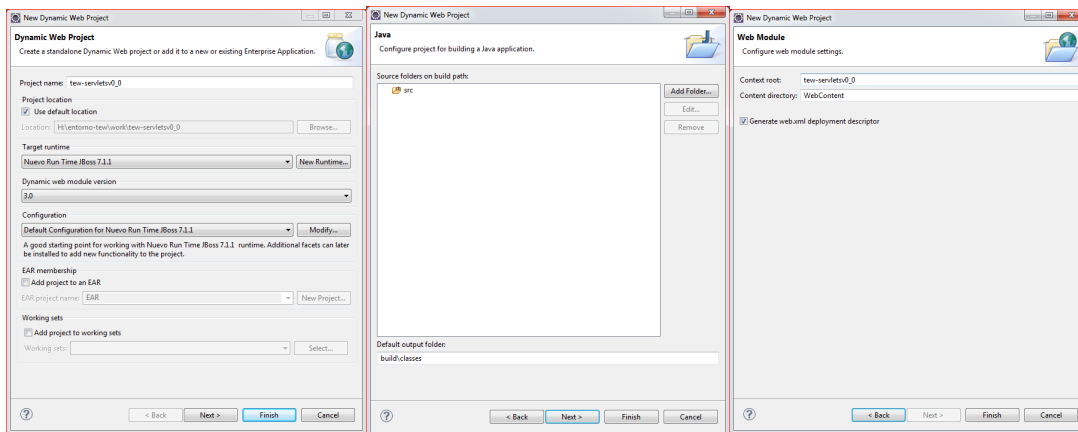 New Dynamic Web Project
Dynamic Web Project
Create a standalone Dynamic Web project or add it to a new or existing Enterprise Application.
Project name: tew-servletsv0_0
Project location
Use default location
Location: H:\entorno-tew\work\tew-servletsv0_0 Browse...
Target runtime
Nuevo Run Time JBoss 7.1.1 New Runtime...
Dynamic web module version
3.0
Configuration
Default Configuration for Nuevo Run Time JBoss 7.1.1 Modify...
A good starting point for working with Nuevo Run Time JBoss 7.1.1 runtime. Additional facets can later
be installed to add new functionality to the project.
EAR membership
Add project to an EAR
EAR project name: EAR New Project...
Working sets
Add project to working sets
Working sets: Select...
? < Back Next > Finish Cancel
New Dynamic Web Project
Java
Configure project for building a Java application.
Source folders on build path:
src
Add Folder...
Edit...
Remove
Default output folder:
build\classes
? < Back Next > Finish Cancel
New Dynamic Web Project
Web Module
Configure web module settings.
Context root: tew-servletsv0_0
Content directory: WebContent
Generate web.xml deployment descriptor
? < Back Next > Finish Cancel